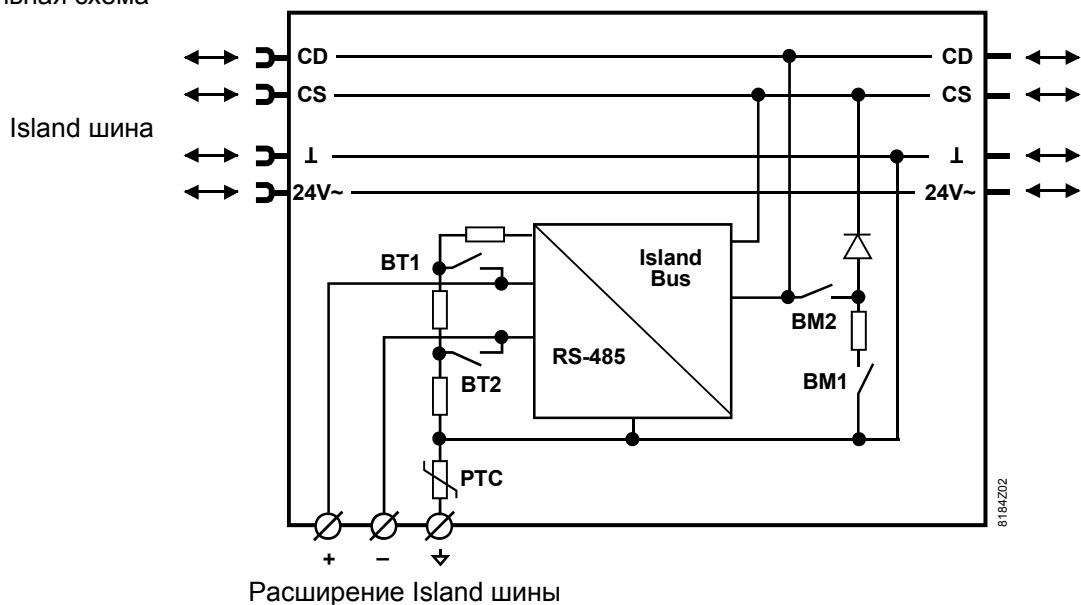 CD CD
CS CS
Island шина
⊥ ⊥
24V~ 24V~
BT1
Island
Bus
BM2
RS-485
BT2
BM1
PTC
8184Z02
+ –
Расширение Island шины